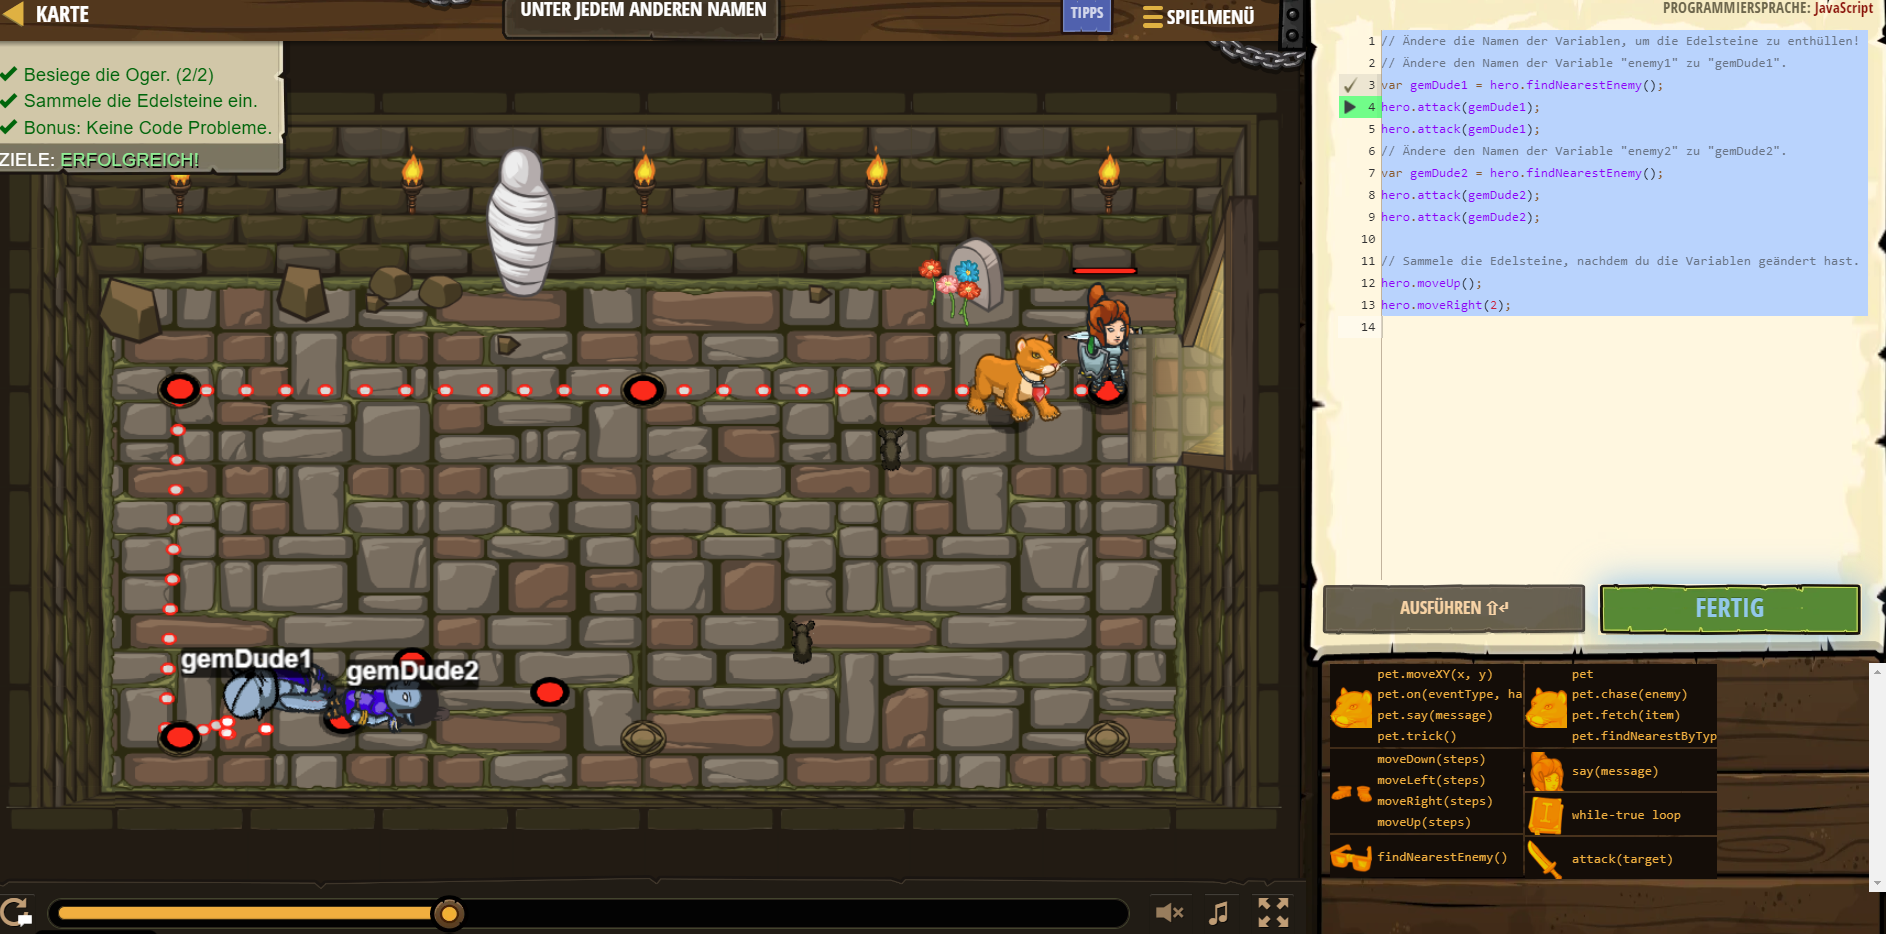 KARTE
UNTER JEDEM ANDEREN NAMEN
TIPPS
SPIELMENÜ
PROGRAMMIERSPRACHE: JavaScript
Besiege die Oger. (2/2)
Sammele die Edelsteine ein.
Bonus: Keine Code Probleme.
ZIELE: ERFOLGREICH!
gemDude1
gemDude2
1 // Ändere die Namen der Variablen, um die Edelsteine zu enthüllen!
2 // Ändere den Namen der Variable "enemy1" zu "gemDude1".
3 var gemDude1 = hero.findNearestEnemy();
4 hero.attack(gemDude1);
5 hero.attack(gemDude1);
6 // Ändere den Namen der Variable "enemy2" zu "gemDude2".
7 var gemDude2 = hero.findNearestEnemy();
8 hero.attack(gemDude2);
9 hero.attack(gemDude2);
10
11 // Sammele die Edelsteine, nachdem du die Variablen geändert hast.
12 hero.moveUp();
13 hero.moveRight(2);
14
AUSFÜHREN ⇧↵
FERTIG
pet.moveXY(x, y)
pet.on(eventType, ha
pet.say(message)
pet.trick()
moveDown(steps)
moveLeft(steps)
moveRight(steps)
moveUp(steps)
findNearestEnemy()
pet
pet.chase(enemy)
pet.fetch(item)
pet.findNearestByTyp
say(message)
while-true loop
attack(target)